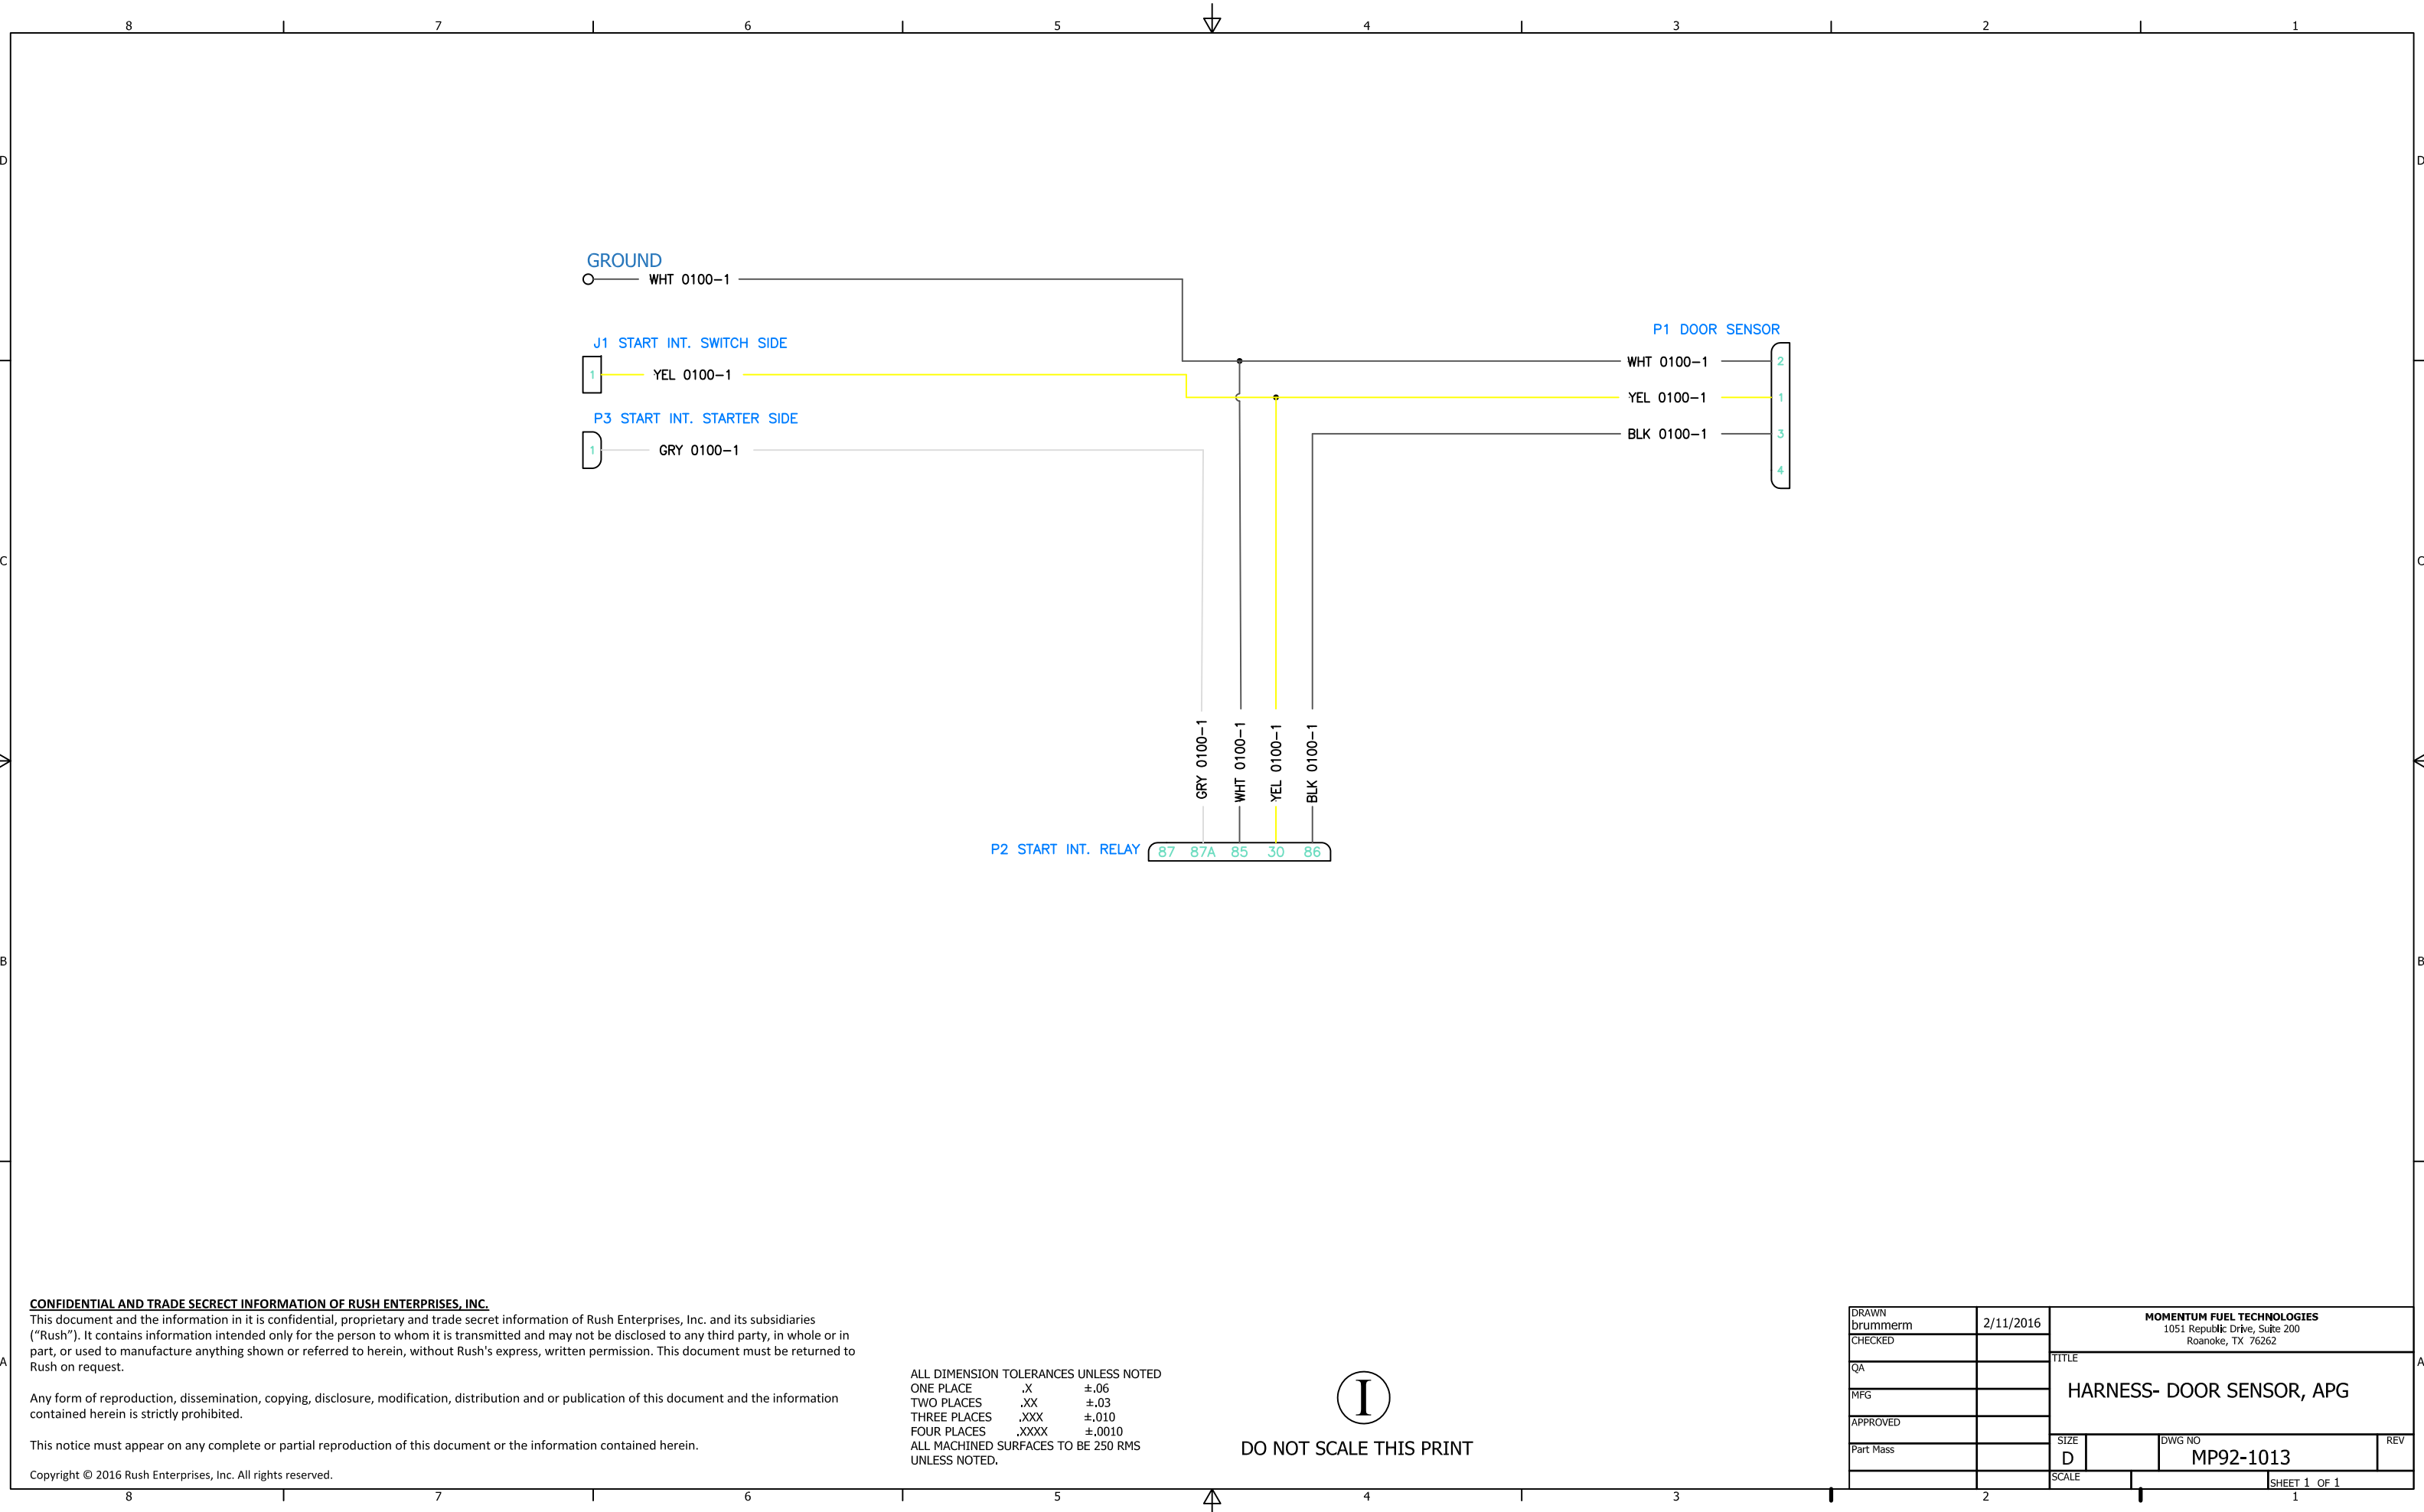 8 7 6 5 4 3 2 1
D D
GROUND
WHT 0100-1
P1 DOOR SENSOR
J1 START INT. SWITCH SIDE
WHT 0100-1 2
1 YEL 0100-1
YEL 0100-1 1
P3 START INT. STARTER SIDE
BLK 0100-1 3
1 GRY 0100-1
4
C C
GRY 0100-1
WHT 0100-1
YEL 0100-1
BLK 0100-1
P2 START INT. RELAY 87 87A 85 30 86
B B
CONFIDENTIAL AND TRADE SECRECT INFORMATION OF RUSH ENTERPRISES, INC.
This document and the information in it is confidential, proprietary and trade secret information of Rush Enterprises, Inc. and its subsidiaries
(“Rush”). It contains information intended only for the person to whom it is transmitted and may not be disclosed to any third party, in whole or in
part, or used to manufacture anything shown or referred to herein, without Rush's express, written permission. This document must be returned to
Rush on request.
Any form of reproduction, dissemination, copying, disclosure, modification, distribution and or publication of this document and the information
contained herein is strictly prohibited.
This notice must appear on any complete or partial reproduction of this document or the information contained herein.
Copyright © 2016 Rush Enterprises, Inc. All rights reserved.
A A
ALL DIMENSION TOLERANCES UNLESS NOTED
ONE PLACE .X ±.06
TWO PLACES .XX ±.03
THREE PLACES .XXX ±.010
FOUR PLACES .XXXX ±.0010
ALL MACHINED SURFACES TO BE 250 RMS
UNLESS NOTED.
I
DO NOT SCALE THIS PRINT
DRAWN
brummerm 2/11/2016
CHECKED
QA
MFG
APPROVED
Part Mass
MOMENTUM FUEL TECHNOLOGIES
1051 Republic Drive, Suite 200
Roanoke, TX 76262
TITLE
HARNESS- DOOR SENSOR, APG
SIZE
D
DWG NO
MP92-1013
REV
SCALE
SHEET 1 OF 1
8 7 6 5 4 3 2 1